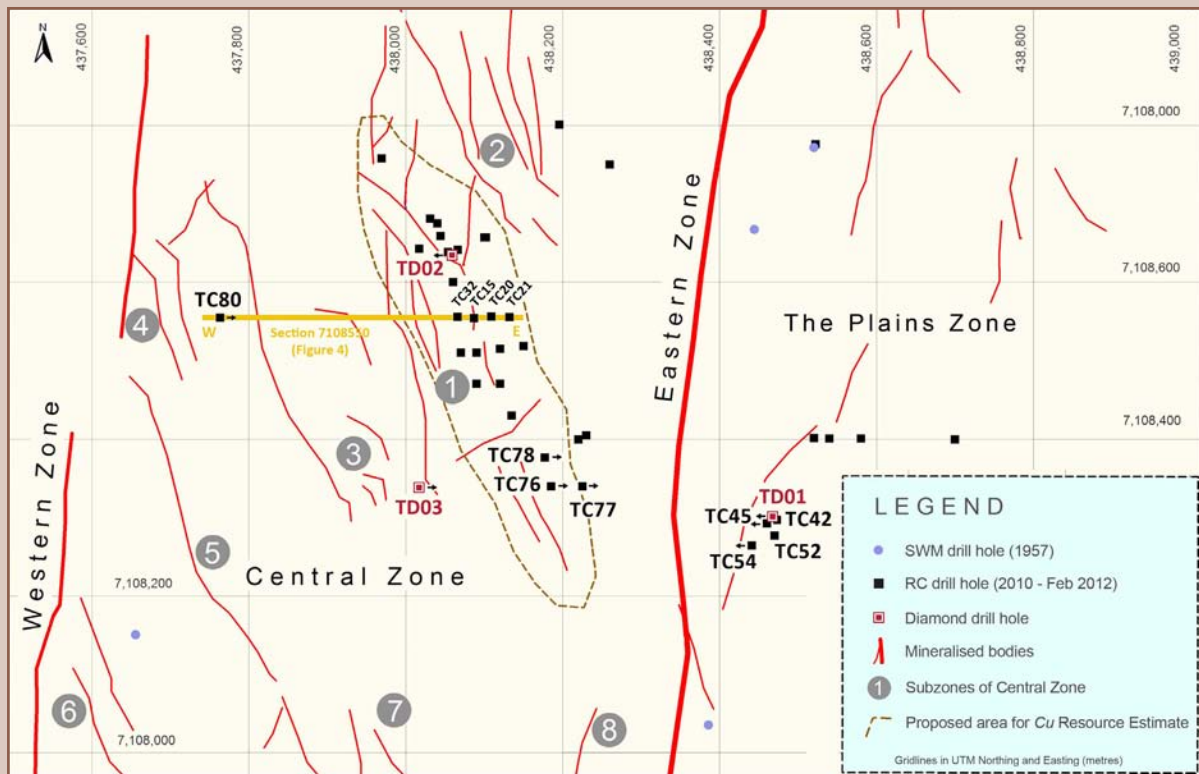 N
437,600
437,800
438,000
438,200
438,400
438,600
438,800
439,000
7,108,000
2
Eastern Zone
TD02
7,108,600
TC32
TC15
TC20
TC21
TC80
4
W
Section 7108550
(Figure 4)
E
The Plains Zone
1
Western Zone
7,108,400
3
TC78
TC76
TC77
TD03
TD01
TC45
TC42
TC52
TC54
5
7,108,200
Central Zone
6
7
8
7,108,000
LEGEND
SWM drill hole (1957)
RC drill hole (2010 - Feb 2012)
Diamond drill hole
Mineralised bodies
1 Subzones of Central Zone
Proposed area for Cu Resource Estimate
Gridlines in UTM Northing and Easting (metres)